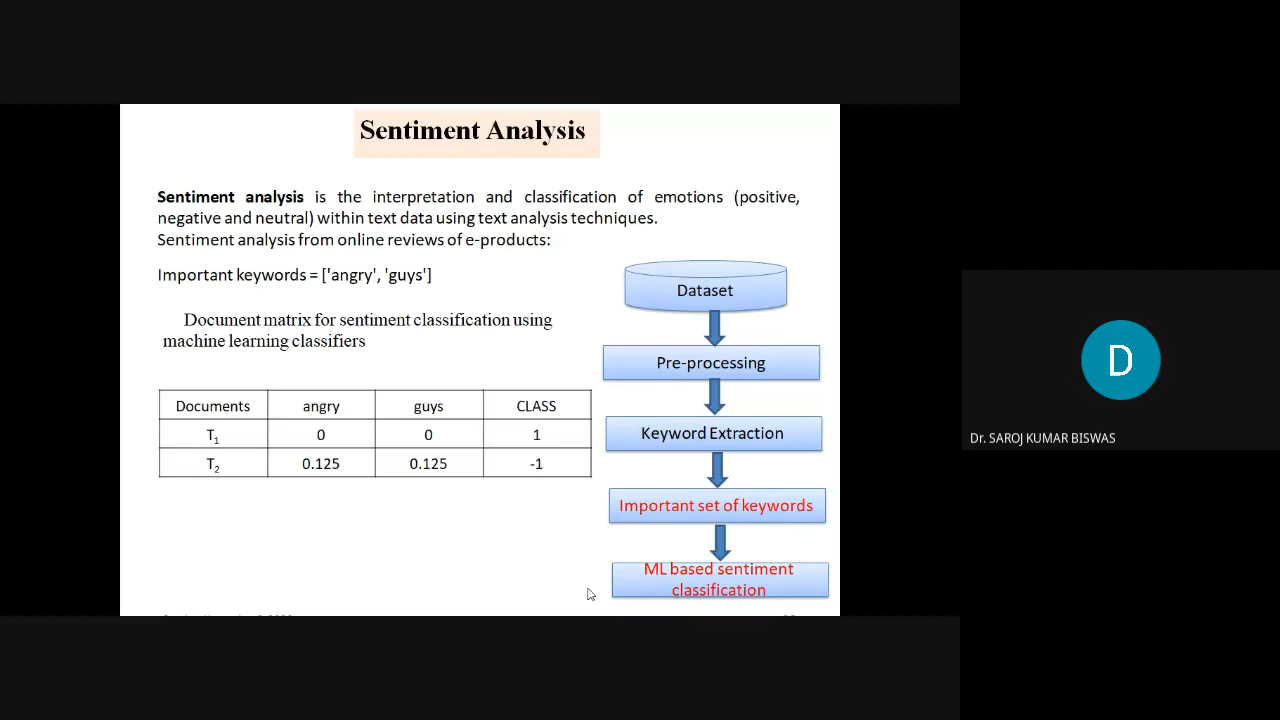 Sentiment Analysis
Sentiment analysis is the interpretation and classification of emotions (positive,
negative and neutral) within text data using text analysis techniques.
Sentiment analysis from online reviews of e-products:
Important keywords = ['angry', 'guys']
Document matrix for sentiment classification using
machine learning classifiers
Documents angry guys CLASS
T1 0 0 1
T2 0.125 0.125 -1
Dataset
Pre-processing
Keyword Extraction
Important set of keywords
ML based sentiment
classification
D
Dr. SAROJ KUMAR BISWAS